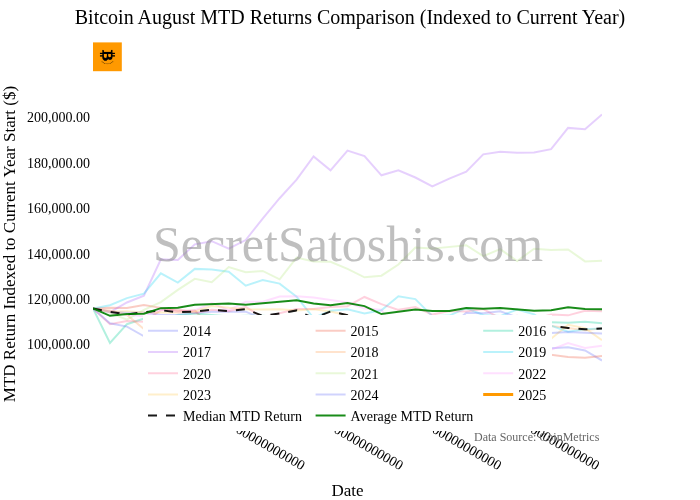 Bitcoin August MTD Returns Comparison (Indexed to Current Year)
MTD Return Indexed to Current Year Start ($)
200,000.00
180,000.00
160,000.00
140,000.00
120,000.00
100,000.00
SecretSatoshis.com
2014 2015 2016
2017 2018 2019
2020 2021 2022
2023 2024 2025
Median MTD Return Average MTD Return
Data Source: CoinMetrics
Date